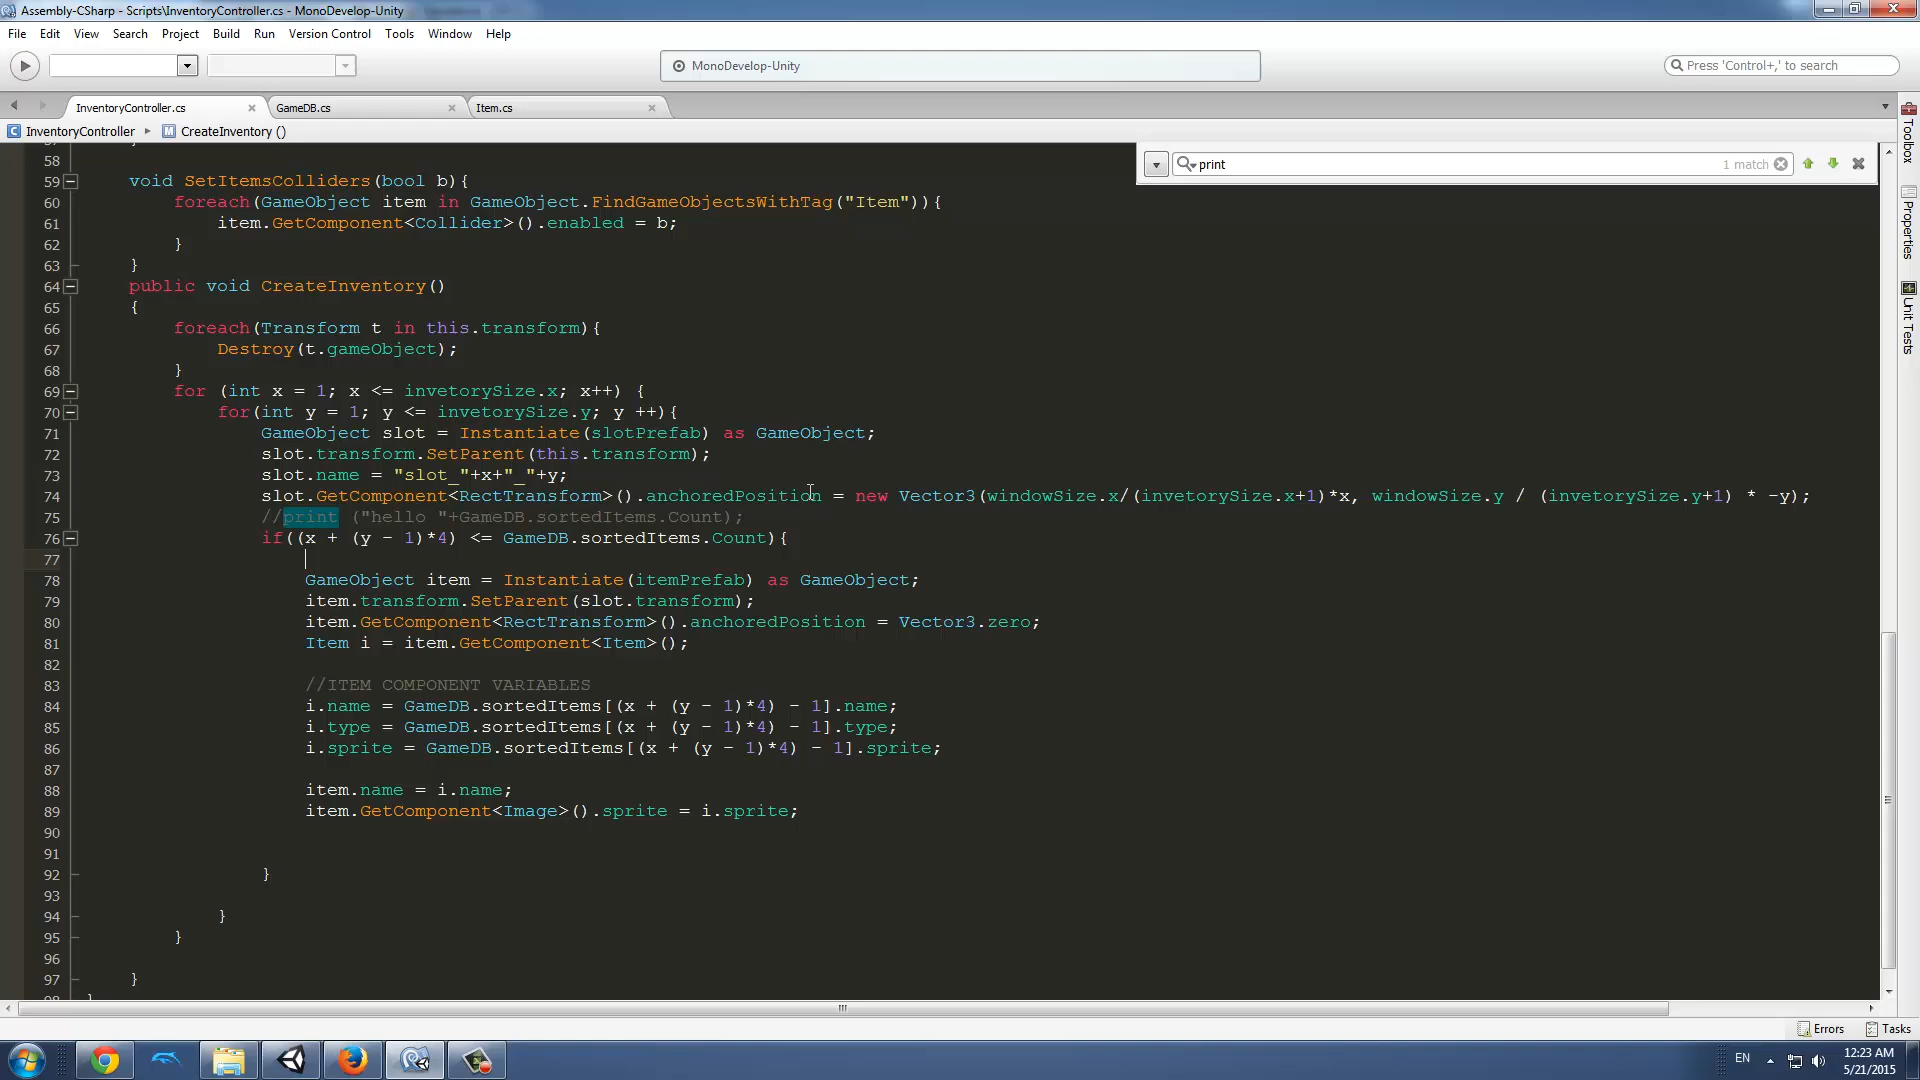 Assembly-CSharp - Scripts\InventoryController.cs - MonoDevelop-Unity
File Edit View Search Project Build Run Version Control Tools Window Help
MonoDevelop-Unity
Press 'Control+,' to search
InventoryController.cs GameDB.cs Item.cs
InventoryController CreateInventory ()
print 1 match
Toolbox
Properties
Unit Tests
58
59 void SetItemsColliders(bool b){
60 foreach(GameObject item in GameObject.FindGameObjectsWithTag("Item")){
61 item.GetComponent<Collider>().enabled = b;
62 }
63 }
64 public void CreateInventory()
65 {
66 foreach(Transform t in this.transform){
67 Destroy(t.gameObject);
68 }
69 for (int x = 1; x <= invetorySize.x; x++) {
70 for(int y = 1; y <= invetorySize.y; y ++){
71 GameObject slot = Instantiate(slotPrefab) as GameObject;
72 slot.transform.SetParent(this.transform);
73 slot.name = "slot_"+x+"_"+y;
74 slot.GetComponent<RectTransform>().anchoredPosition = new Vector3(windowSize.x/(invetorySize.x+1)*x, windowSize.y / (invetorySize.y+1) * -y);
75 //print ("hello "+GameDB.sortedItems.Count);
76 if((x + (y - 1)*4) <= GameDB.sortedItems.Count){
77
78 GameObject item = Instantiate(itemPrefab) as GameObject;
79 item.transform.SetParent(slot.transform);
80 item.GetComponent<RectTransform>().anchoredPosition = Vector3.zero;
81 Item i = item.GetComponent<Item>();
82
83 //ITEM COMPONENT VARIABLES
84 i.name = GameDB.sortedItems[(x + (y - 1)*4) - 1].name;
85 i.type = GameDB.sortedItems[(x + (y - 1)*4) - 1].type;
86 i.sprite = GameDB.sortedItems[(x + (y - 1)*4) - 1].sprite;
87
88 item.name = i.name;
89 item.GetComponent<Image>().sprite = i.sprite;
90
91
92 }
93
94 }
95 }
96
97 }
Errors Tasks
EN
12:23 AM
5/21/2015